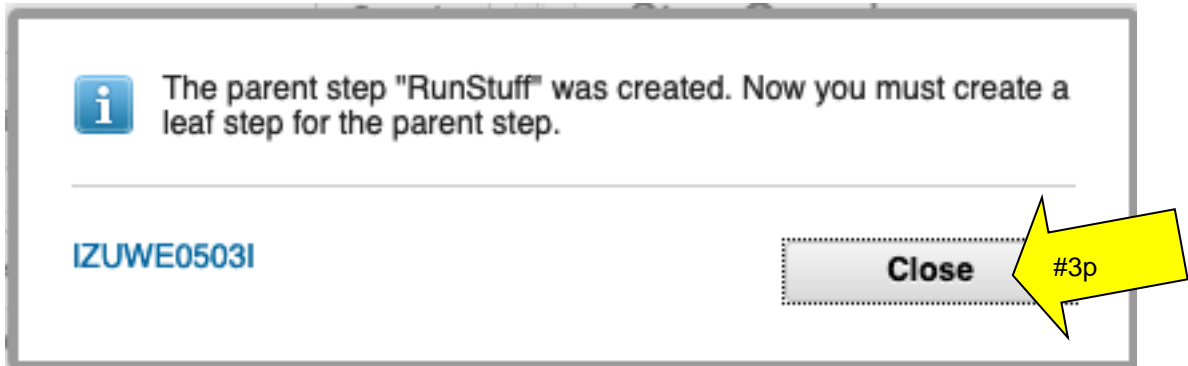 The parent step "RunStuff" was created. Now you must create a
leaf step for the parent step.
IZUWE0503I
Close
#3p